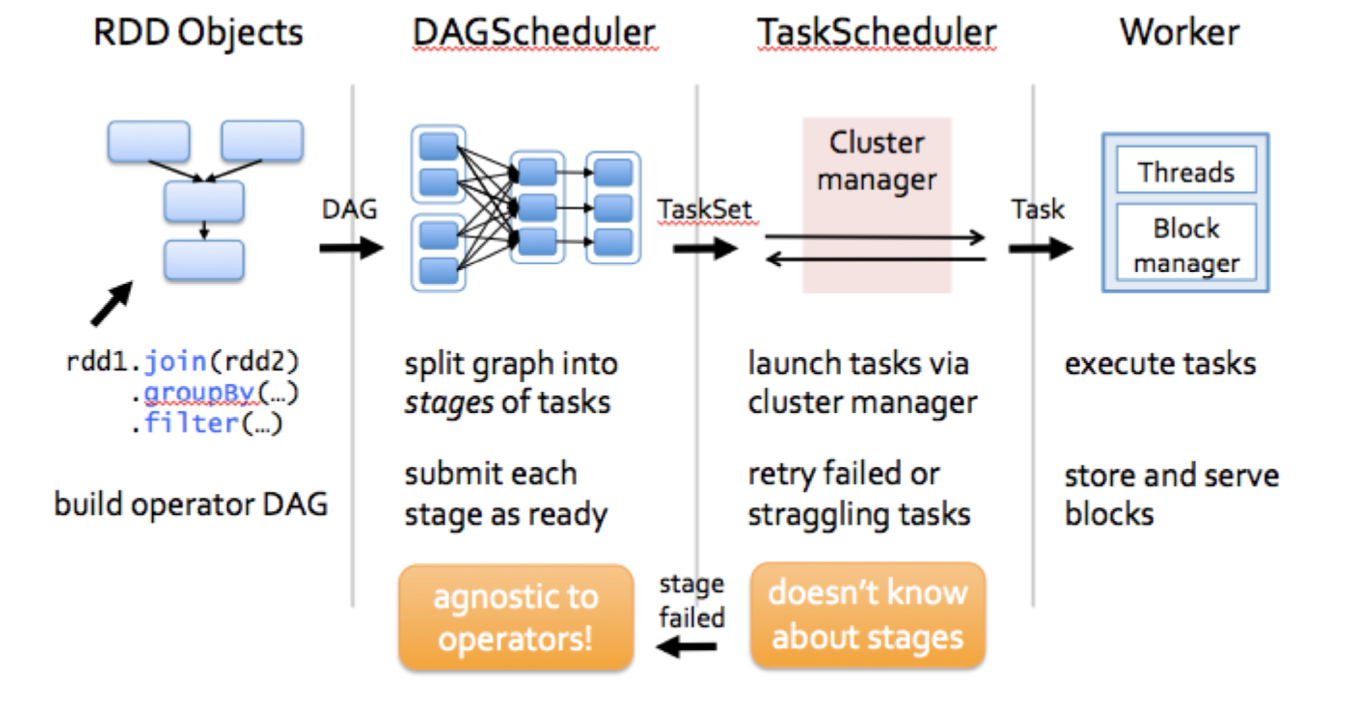 RDD Objects
DAGScheduler
TaskScheduler
Worker
DAG
TaskSet
Cluster
manager
Task
Threads
Block
manager
rdd1.join(rdd2)
.groupBy(…)
.filter(…)
build operator DAG
split graph into
stages of tasks
submit each
stage as ready
agnostic to
operators!
launch tasks via
cluster manager
retry failed or
straggling tasks
stage
failed
doesn't know
about stages
execute tasks
store and serve
blocks